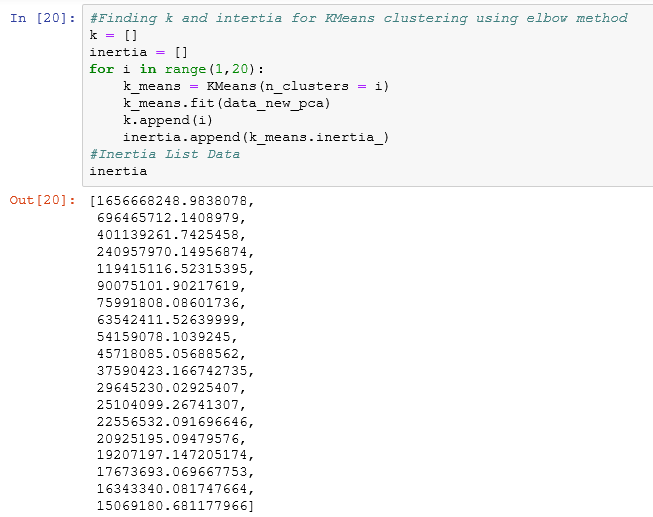 In [20]: #Finding k and intertia for KMeans clustering using elbow method
k = []
inertia = []
for i in range(1,20):
    k_means = KMeans(n_clusters = i)
    k_means.fit(data_new_pca)
    k.append(i)
    inertia.append(k_means.inertia_)
#Inertia List Data
inertia
Out[20]: [1656668248.9838078,
696465712.1408979,
401139261.7425458,
240957970.14956874,
119415116.52315395,
90075101.90217619,
75991808.08601736,
63542411.52639999,
54159078.1039245,
45718085.05688562,
37590423.166742735,
29645230.02925407,
25104099.26741307,
22556532.091696646,
20925195.09479576,
19207197.147205174,
17673693.069667753,
16343340.081747664,
15069180.681177966]